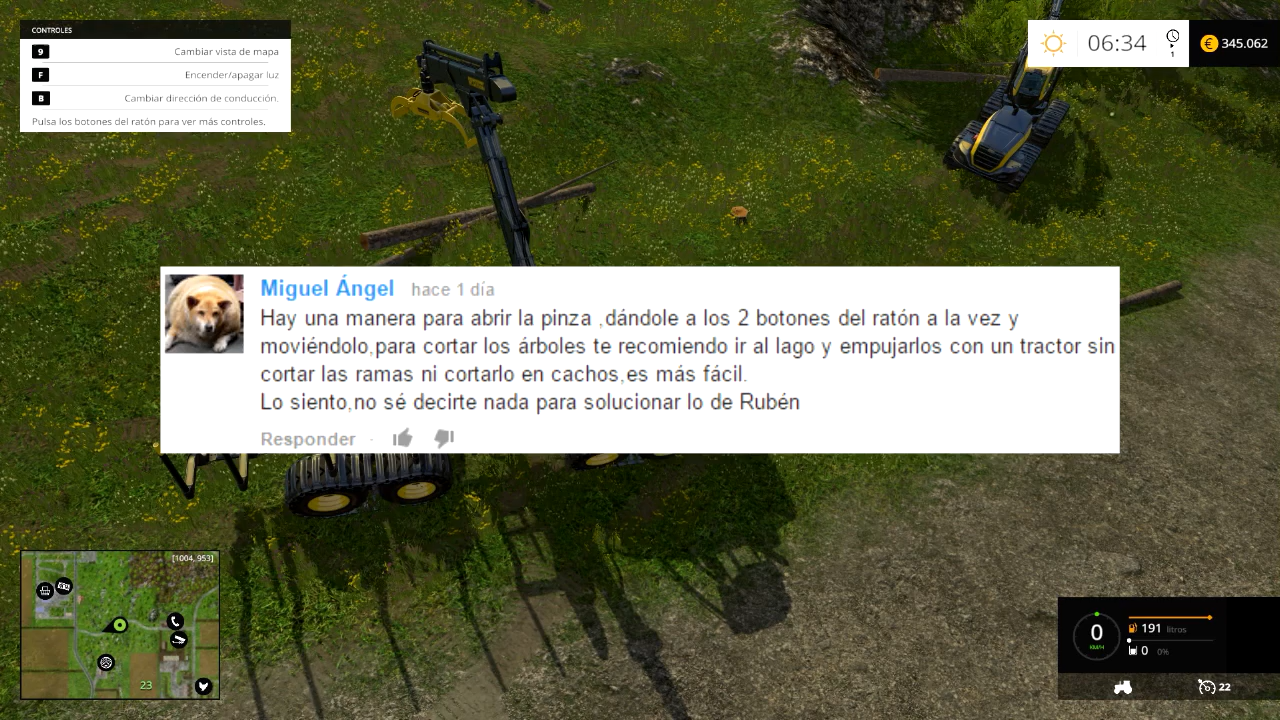 CONTROLES
9 Cambiar vista de mapa
F Encender/apagar luz
B Cambiar dirección de conducción.
Pulsa los botones del ratón para ver más controles.
06:34
1
€ 345.062
Miguel Ángel hace 1 día
Hay una manera para abrir la pinza ,dándole a los 2 botones del ratón a la vez y
moviéndolo,para cortar los árboles te recomiendo ir al lago y empujarlos con un tractor sin
cortar las ramas ni cortarlo en cachos,es más fácil.
Lo siento,no sé decirte nada para solucionar lo de Rubén
Responder ·
[1004, 953]
23
0
KM/H
191 litros
0 0%
22